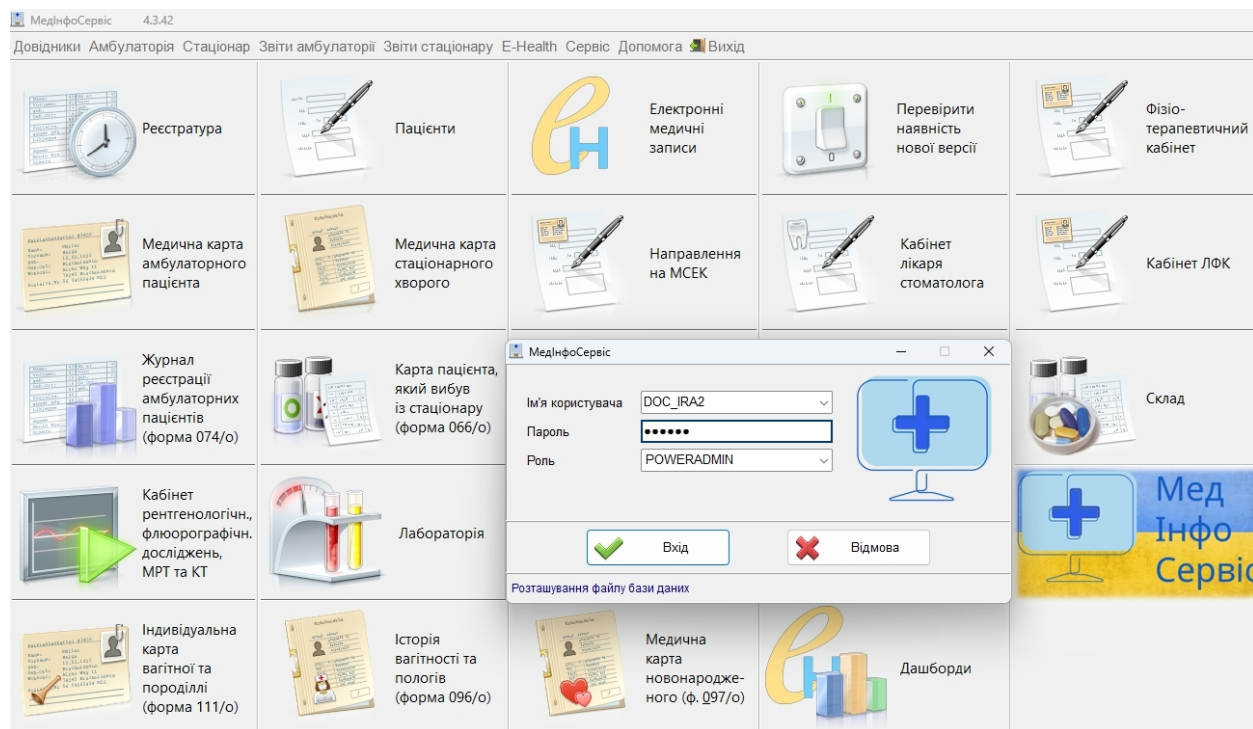 МедІнфоСервіс 4.3.42
Довідники Амбулаторія Стаціонар Звіти амбулаторії Звіти стаціонару E-Health Сервіс Допомога Вихід
Реєстратура
Пацієнти
Електронні
медичні
записи
Перевірити
наявність
нової версії
Фізіо-
терапевтичний
кабінет
Медична карта
амбулаторного
пацієнта
Медична карта
стаціонарного
хворого
Направлення
на МСЕК
Кабінет
лікаря
стоматолога
Кабінет ЛФК
Журнал
реєстрації
амбулаторних
пацієнтів
(форма 074/о)
Карта пацієнта,
який вибув
із стаціонару
(форма 066/о)
МедІнфоСервіс
Ім'я користувача DOC_IRA2
Пароль ••••••
Роль POWERADMIN
Вхід Відмова
Розташування файлу бази даних
Склад
Кабінет
рентгенологічн.,
флюорографічн.
досліджень,
МРТ та КТ
Лабораторія
Мед
Інфо
Сервіс
Індивідуальна
карта
вагітної та
породіллі
(форма 111/о)
Історія
вагітності та
пологів
(форма 096/о)
Медична
карта
новонародже-
ного (ф. 097/о)
Дашборди